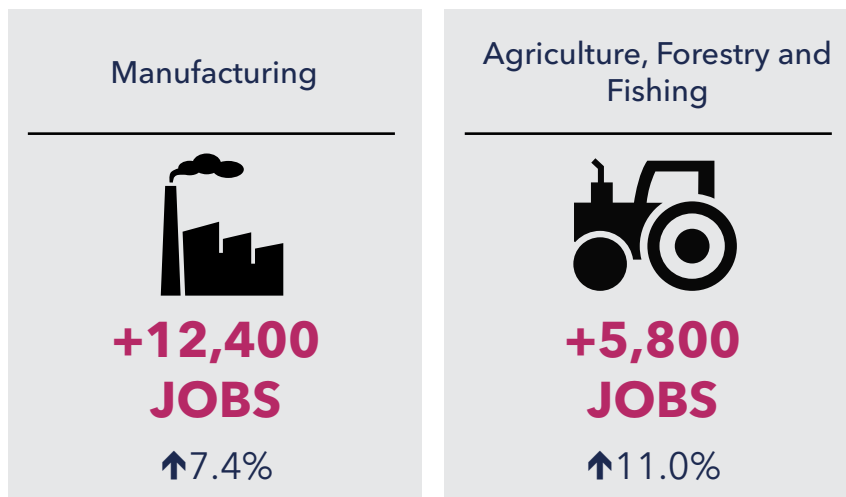 Manufacturing
+12,400
JOBS
↑7.4%
Agriculture, Forestry and
Fishing
+5,800
JOBS
↑11.0%